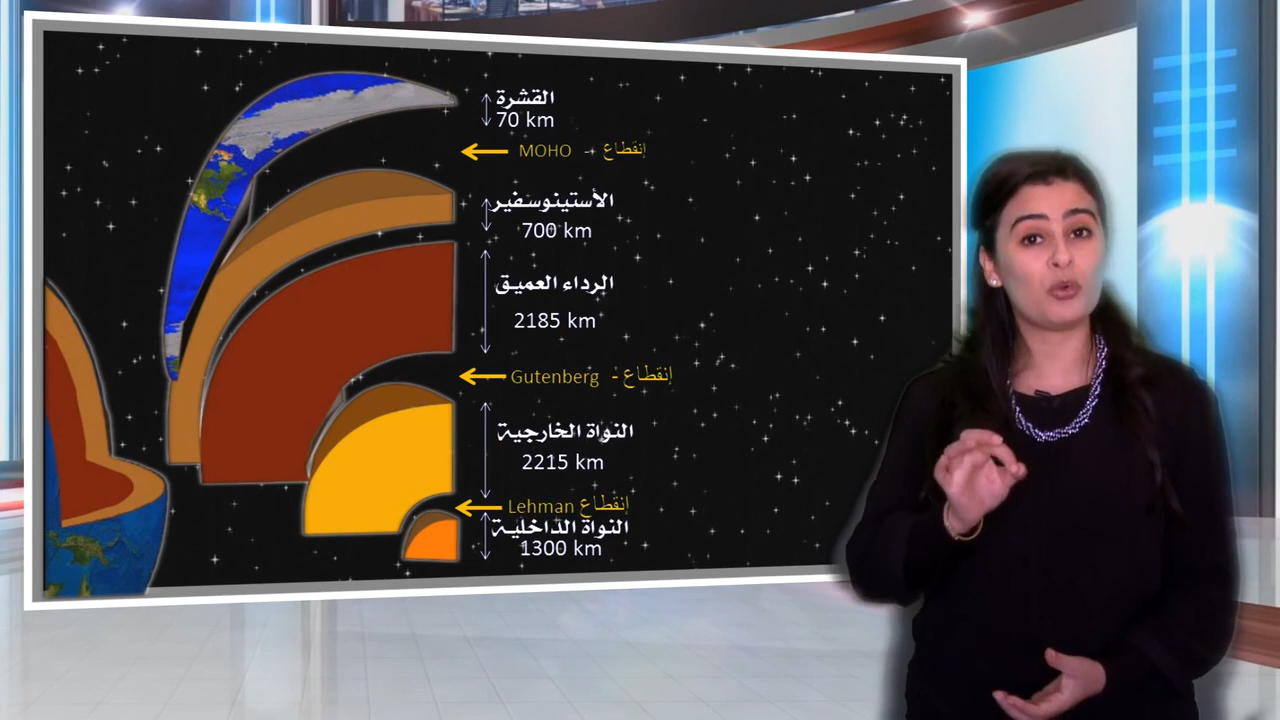 القشرة
70 km
إنقطاع - MOHO
الأستينوسفير
700 km
الرداء العميق
2185 km
إنقطاع - Gutenberg
النواة الخارجية
2215 km
إنقطاع Lehman
النواة الداخلية
1300 km